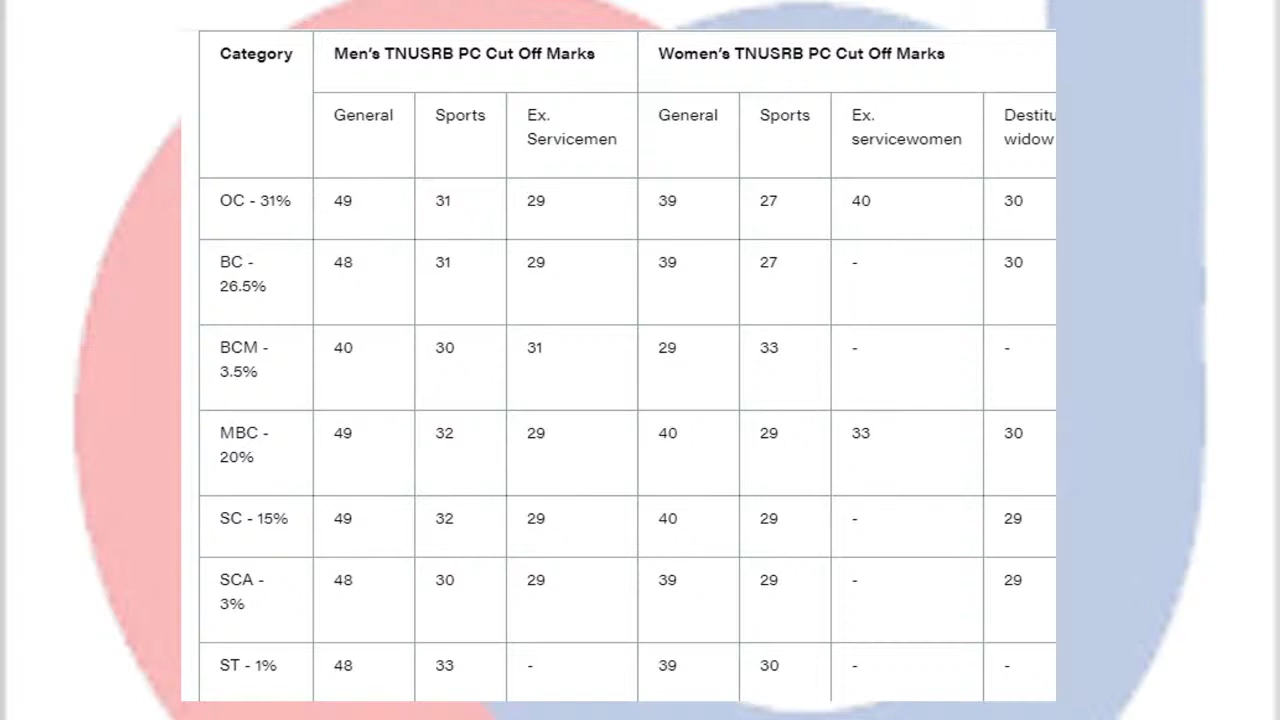 Category Men's TNUSRB PC Cut Off Marks Women's TNUSRB PC Cut Off Marks
General Sports Ex. General Sports Ex. Destitu
Servicemen servicewomen widow
OC - 31% 49 31 29 39 27 40 30
BC - 48 31 29 39 27 - 30
26.5%
BCM - 40 30 31 29 33 - -
3.5%
MBC - 49 32 29 40 29 33 30
20%
SC - 15% 49 32 29 40 29 - 29
SCA - 48 30 29 39 29 - 29
3%
ST - 1% 48 33 - 39 30 - -